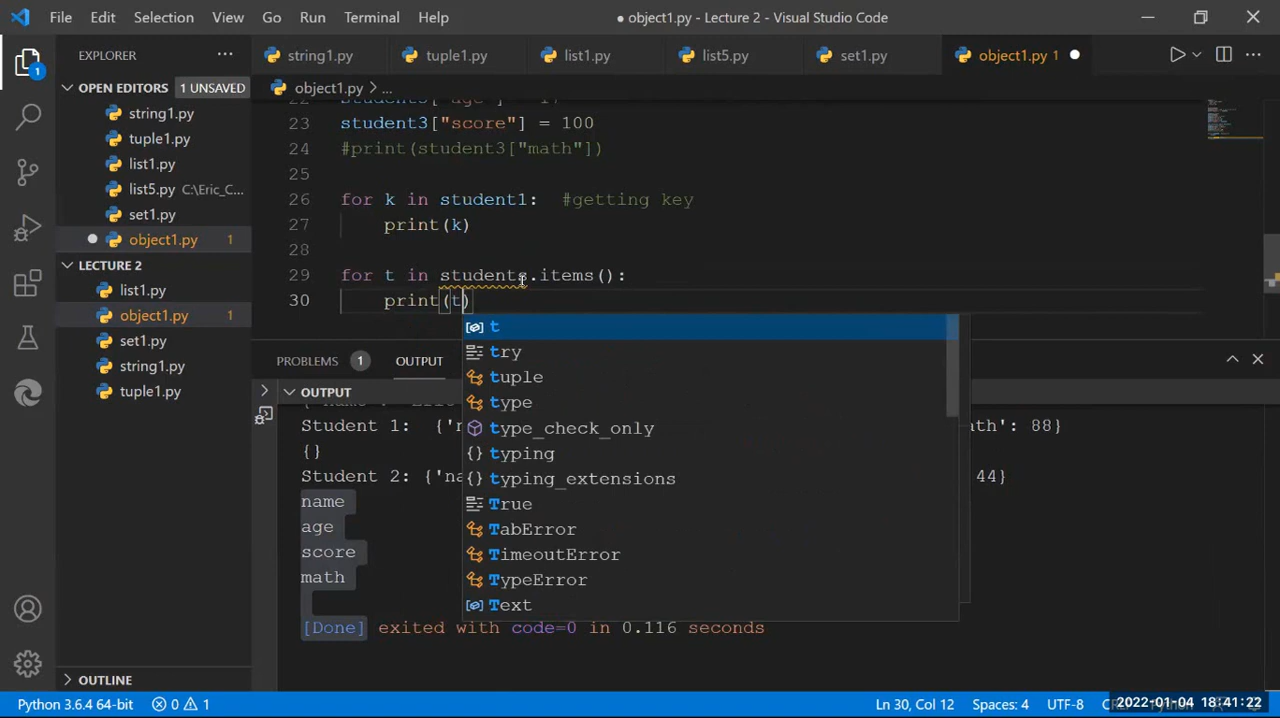 File Edit Selection View Go Run Terminal Help ● object1.py - Lecture 2 - Visual Studio Code
EXPLORER ... string1.py tuple1.py list1.py list5.py set1.py object1.py 1 ● ...
1
OPEN EDITORS 1 UNSAVED
string1.py
tuple1.py
list1.py
list5.py C:\Eric_C...
set1.py
object1.py 1
LECTURE 2
list1.py
object1.py 1
set1.py
string1.py
tuple1.py
OUTLINE
object1.py > ...
23 student3["score"] = 100
24 #print(student3["math"])
25
26 for k in student1: #getting key
27 print(k)
28
29 for t in students.items():
30 print(t)
t
try
tuple
type
type_check_only
typing
typing_extensions
True
TabError
TimeoutError
TypeError
Text
PROBLEMS 1 OUTPUT
OUTPUT
Student 1: {'n ath': 88}
{}
Student 2: {'na 44}
name
age
score
math
[Done] exited with code=0 in 0.116 seconds
Python 3.6.4 64-bit 0 1 Ln 30, Col 12 Spaces: 4 UTF-8 2022-01-04 18:41:22